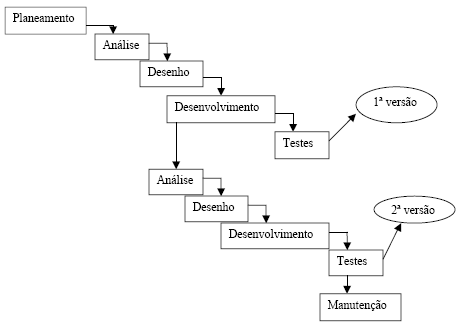 Planeamento
Análise
Desenho
Desenvolvimento
1ª versão
Testes
Análise
Desenho
2ª versão
Desenvolvimento
Testes
Manutenção